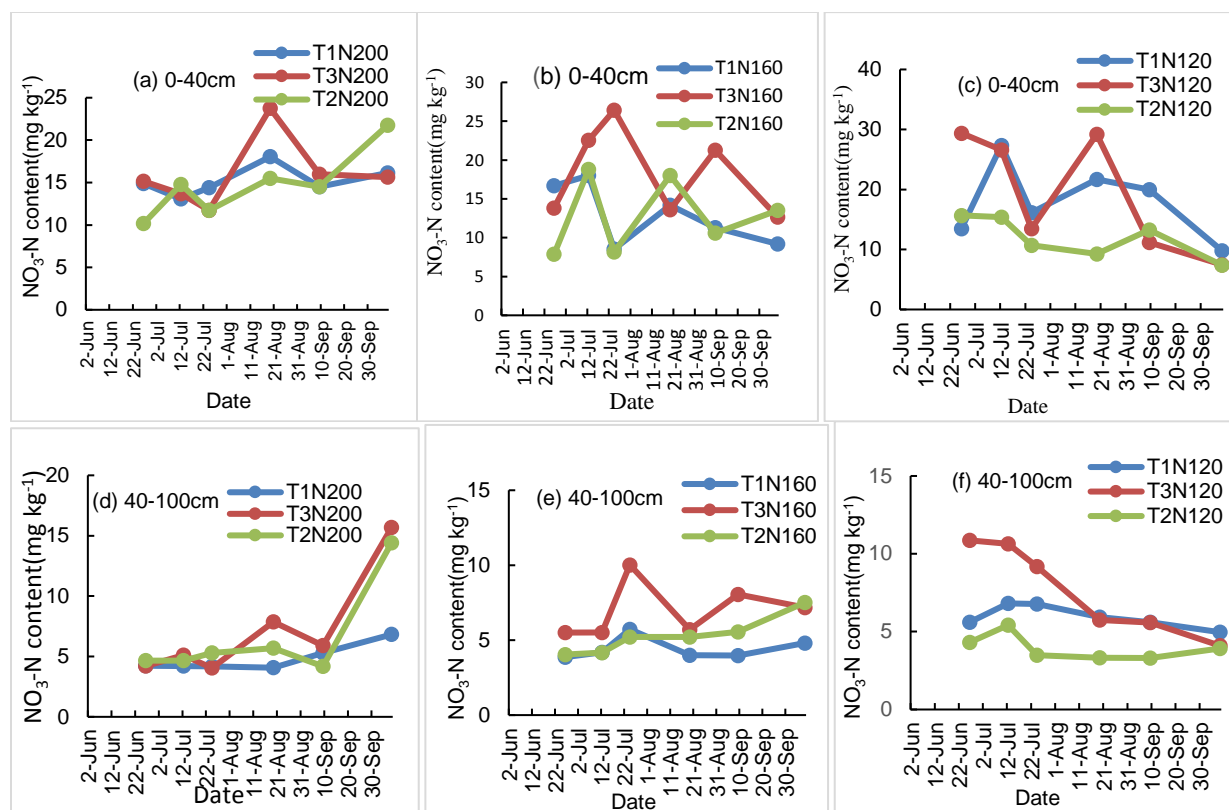 (a) 0-40cm
T1N200
T3N200
T2N200
NO3-N content(mg kg-1)
25
20
15
10
5
0
2-Jun
12-Jun
22-Jun
2-Jul
12-Jul
22-Jul
1-Aug
11-Aug
21-Aug
31-Aug
10-Sep
20-Sep
30-Sep
Date
(b) 0-40cm
T1N160
T3N160
T2N160
NO3-N content(mg kg-1)
30
25
20
15
10
5
0
2-Jun
12-Jun
22-Jun
2-Jul
12-Jul
22-Jul
1-Aug
11-Aug
21-Aug
31-Aug
10-Sep
20-Sep
30-Sep
Date
(c) 0-40cm
T1N120
T3N120
T2N120
NO3-N content(mg kg-1)
40
30
20
10
0
2-Jun
12-Jun
22-Jun
2-Jul
12-Jul
22-Jul
1-Aug
11-Aug
21-Aug
31-Aug
10-Sep
20-Sep
30-Sep
Date
(d) 40-100cm
T1N200
T3N200
T2N200
NO3-N content(mg kg-1)
20
15
10
5
0
2-Jun
12-Jun
22-Jun
2-Jul
12-Jul
22-Jul
1-Aug
11-Aug
21-Aug
31-Aug
10-Sep
20-Sep
30-Sep
Date
(e) 40-100cm
T1N160
T3N160
T2N160
NO3-N content(mg kg-1)
15
10
5
0
2-Jun
12-Jun
22-Jun
2-Jul
12-Jul
22-Jul
1-Aug
11-Aug
21-Aug
31-Aug
10-Sep
20-Sep
30-Sep
(f) 40-100cm
T1N120
T3N120
T2N120
NO3-N content(mg kg-1)
15
10
5
0
2-Jun
12-Jun
22-Jun
2-Jul
12-Jul
22-Jul
1-Aug
11-Aug
21-Aug
31-Aug
10-Sep
20-Sep
30-Sep